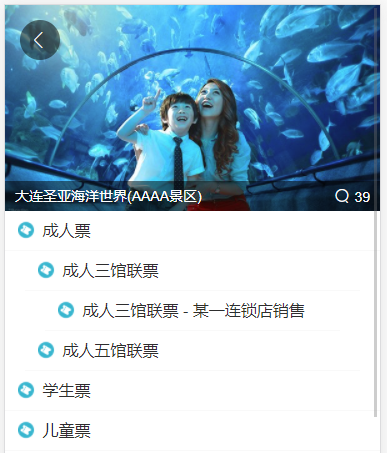 大连圣亚海洋世界(AAAA景区)
39
成人票
成人三馆联票
成人三馆联票 - 某一连锁店销售
成人五馆联票
学生票
儿童票